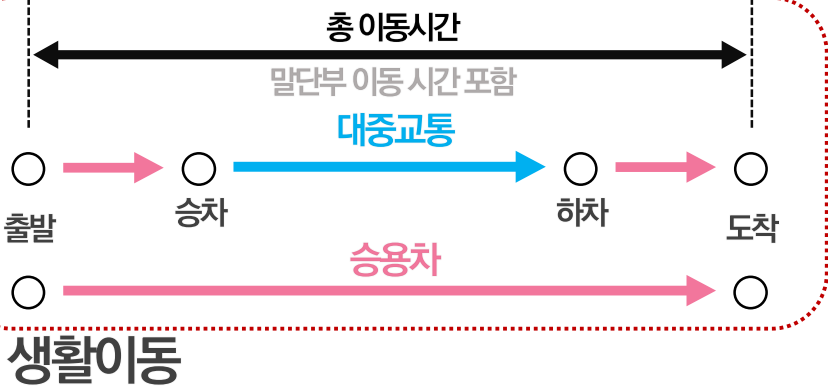 총 이동시간
말단부 이동 시간 포함
대중교통
승차
하차
출발
도착
승용차
생활이동